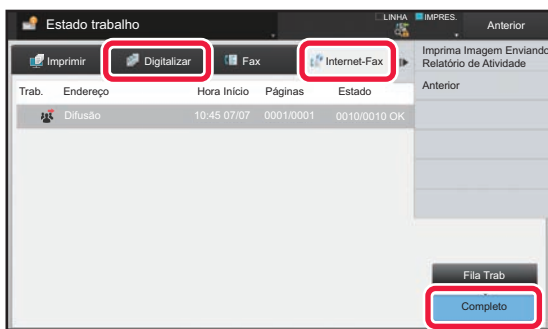 Estado trabalho
LINHA
IMPRES.
Anterior
Imprimir
Digitalizar
Fax
Internet-Fax
Imprima Imagem Enviando
Relatório de Atividade
Anterior
Trab. Endereço Hora Início Páginas Estado
Difusão 10:45 07/07 0001/0001 0010/0010 OK
Fila Trab
Completo